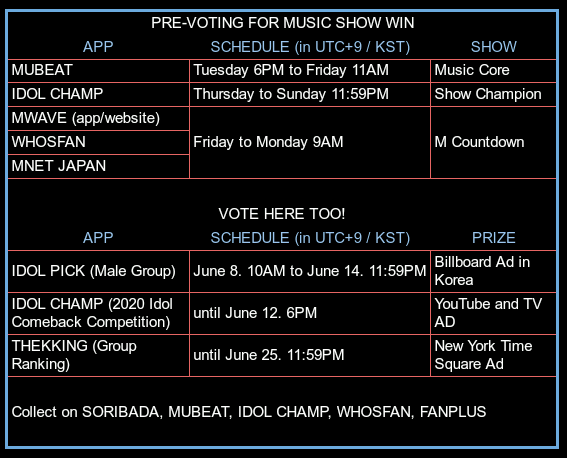 PRE-VOTING FOR MUSIC SHOW WIN
APP SCHEDULE (in UTC+9 / KST) SHOW
MUBEAT Tuesday 6PM to Friday 11AM Music Core
IDOL CHAMP Thursday to Sunday 11:59PM Show Champion
MWAVE (app/website)
WHOSFAN Friday to Monday 9AM M Countdown
MNET JAPAN
VOTE HERE TOO!
APP SCHEDULE (in UTC+9 / KST) PRIZE
IDOL PICK (Male Group) June 8. 10AM to June 14. 11:59PM Billboard Ad in
Korea
IDOL CHAMP (2020 Idol
Comeback Competition) until June 12. 6PM YouTube and TV
AD
THEKKING (Group
Ranking) until June 25. 11:59PM New York Time
Square Ad
Collect on SORIBADA, MUBEAT, IDOL CHAMP, WHOSFAN, FANPLUS